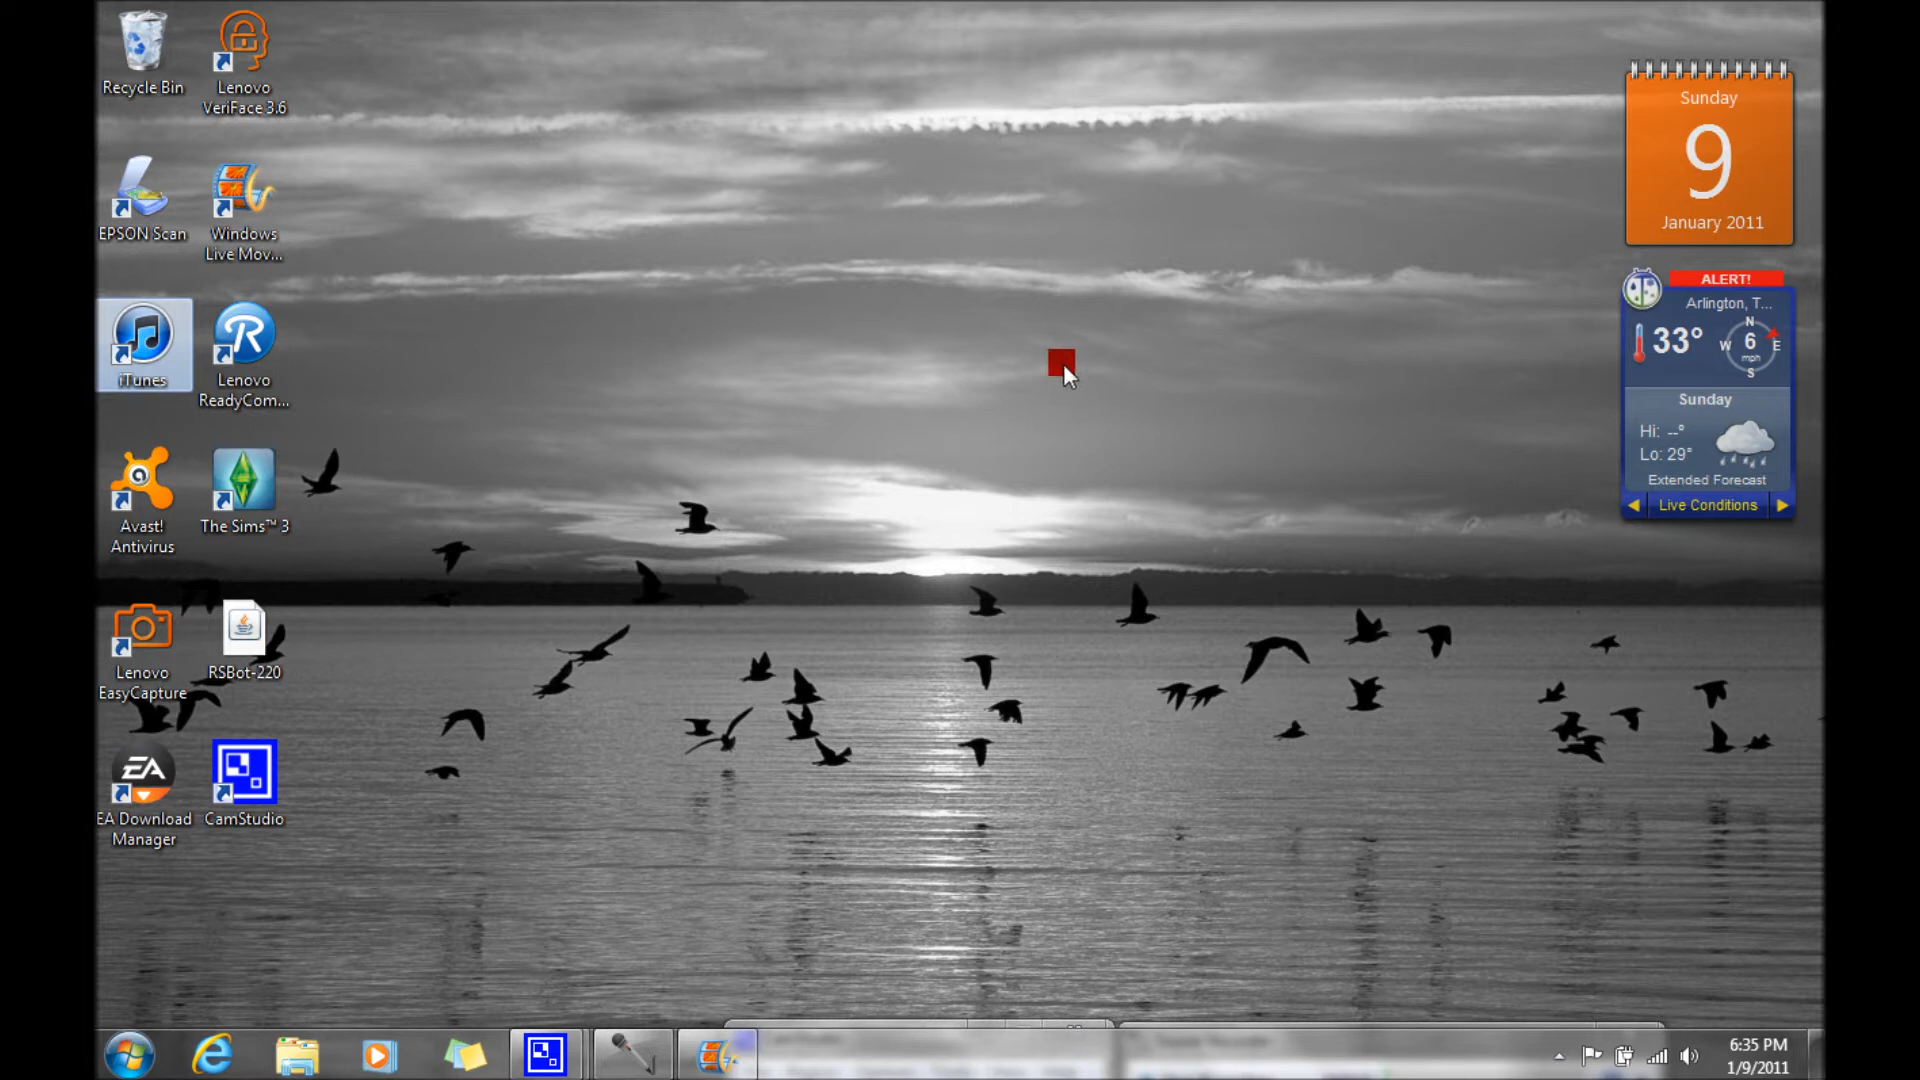 Recycle Bin
Lenovo
VeriFace 3.6
EPSON Scan
Windows
Live Mov...
iTunes
Lenovo
ReadyCom...
Avast!
Antivirus
The Sims™ 3
Lenovo
EasyCapture
RSBot-220
EA
EA Download
Manager
CamStudio
Sunday
9
January 2011
ALERT!
Arlington, T...
33°
N
W 6 E
mph
S
Sunday
Hi: --°
Lo: 29°
Extended Forecast
Live Conditions
6:35 PM
1/9/2011